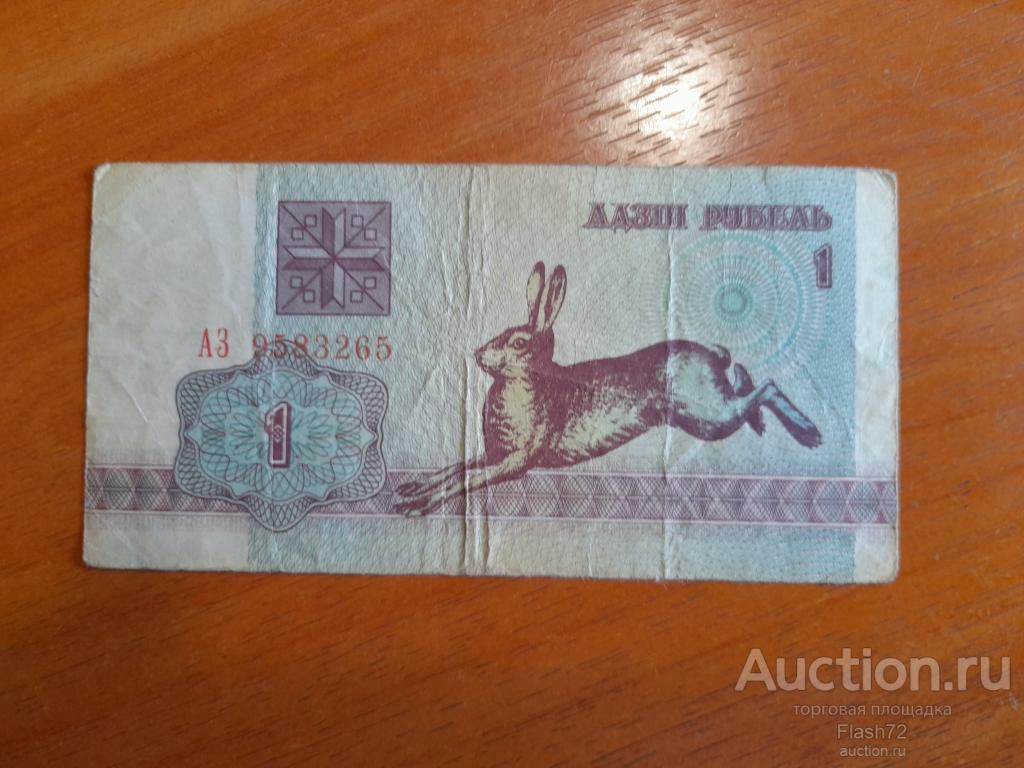 АДЗІН РУБЕЛЬ
1
АЗ 9583265
1
Auction.ru
торговая площадка
Flash72
auction.ru